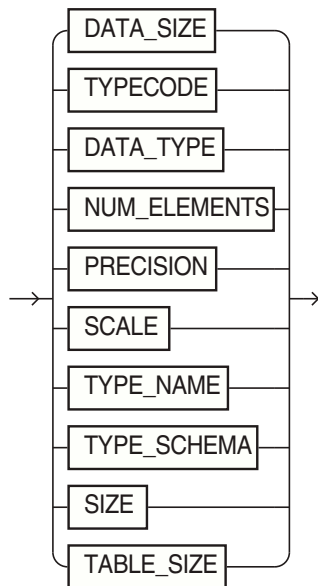 DATA_SIZE
TYPECODE
DATA_TYPE
NUM_ELEMENTS
PRECISION
SCALE
TYPE_NAME
TYPE_SCHEMA
SIZE
TABLE_SIZE